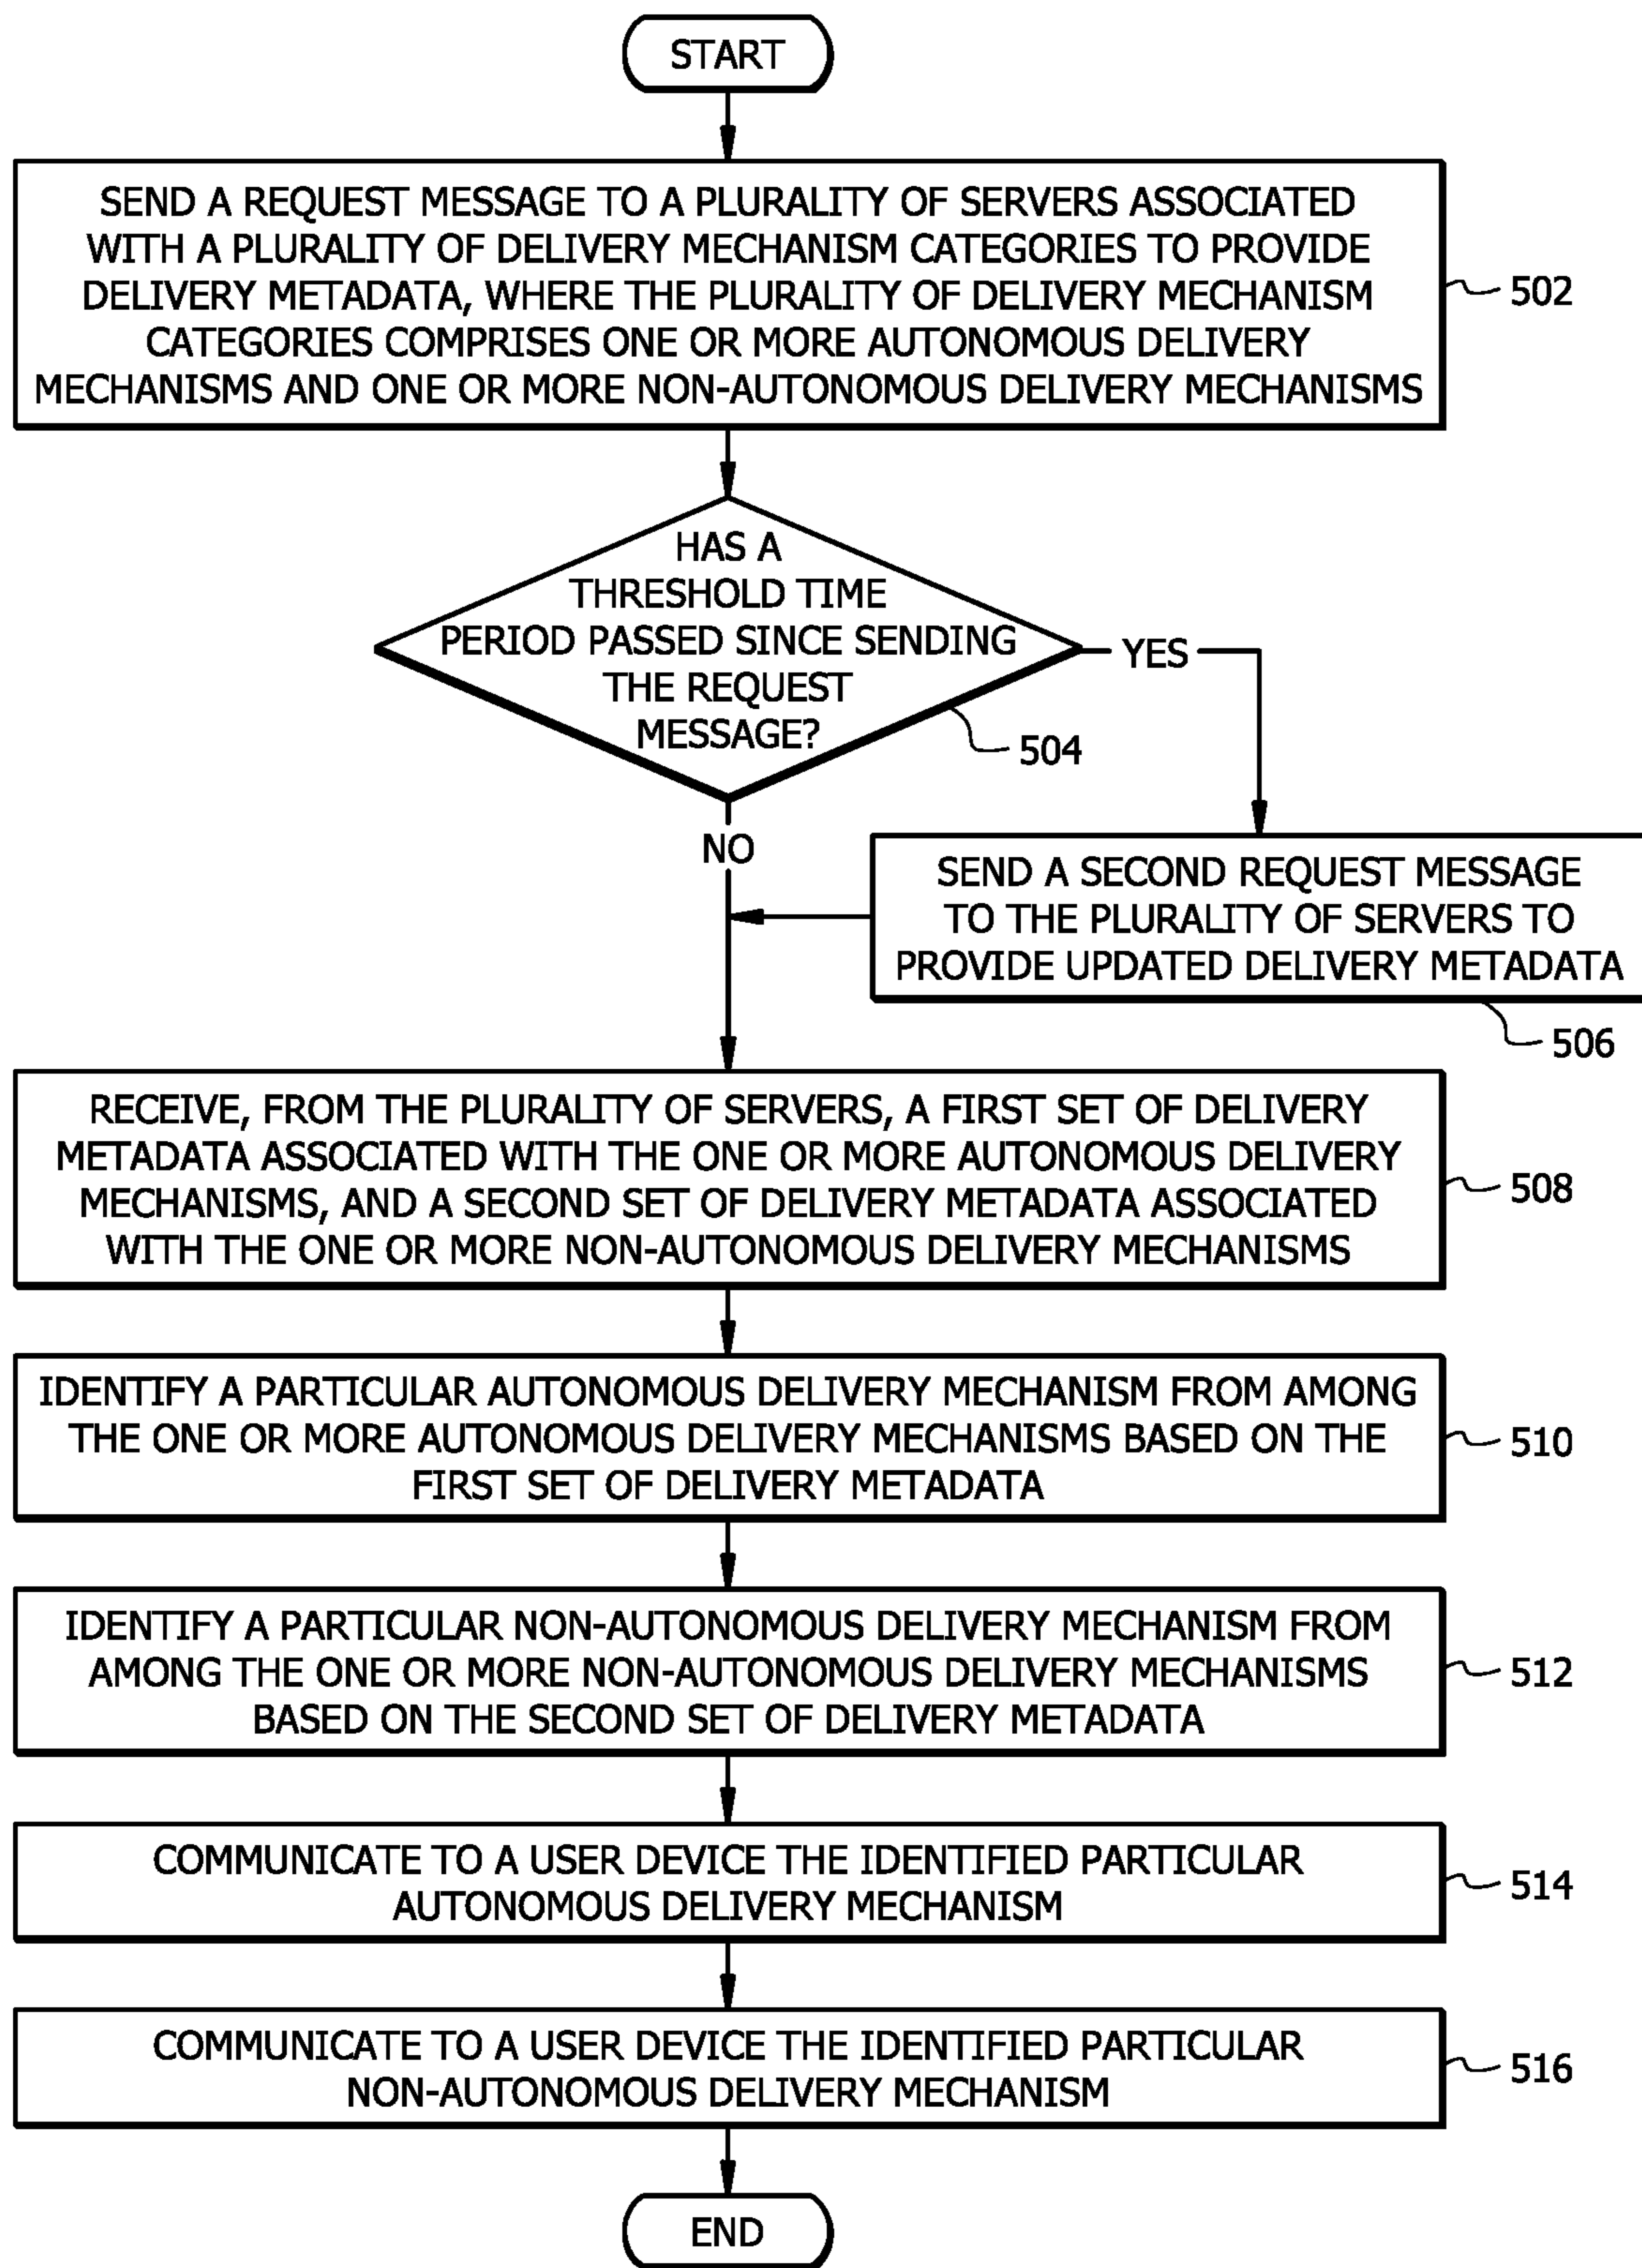 START
SEND A REQUEST MESSAGE TO A PLURALITY OF SERVERS ASSOCIATED
WITH A PLURALITY OF DELIVERY MECHANISM CATEGORIES TO PROVIDE
DELIVERY METADATA, WHERE THE PLURALITY OF DELIVERY MECHANISM
CATEGORIES COMPRISES ONE OR MORE AUTONOMOUS DELIVERY
MECHANISMS AND ONE OR MORE NON-AUTONOMOUS DELIVERY MECHANISMS
502
HAS A
THRESHOLD TIME
PERIOD PASSED SINCE SENDING
THE REQUEST
MESSAGE?
YES
504
NO
SEND A SECOND REQUEST MESSAGE
TO THE PLURALITY OF SERVERS TO
PROVIDE UPDATED DELIVERY METADATA
506
RECEIVE, FROM THE PLURALITY OF SERVERS, A FIRST SET OF DELIVERY
METADATA ASSOCIATED WITH THE ONE OR MORE AUTONOMOUS DELIVERY
MECHANISMS, AND A SECOND SET OF DELIVERY METADATA ASSOCIATED
WITH THE ONE OR MORE NON-AUTONOMOUS DELIVERY MECHANISMS
508
IDENTIFY A PARTICULAR AUTONOMOUS DELIVERY MECHANISM FROM AMONG
THE ONE OR MORE AUTONOMOUS DELIVERY MECHANISMS BASED ON THE
FIRST SET OF DELIVERY METADATA
510
IDENTIFY A PARTICULAR NON-AUTONOMOUS DELIVERY MECHANISM FROM
AMONG THE ONE OR MORE NON-AUTONOMOUS DELIVERY MECHANISMS
BASED ON THE SECOND SET OF DELIVERY METADATA
512
COMMUNICATE TO A USER DEVICE THE IDENTIFIED PARTICULAR
AUTONOMOUS DELIVERY MECHANISM
514
COMMUNICATE TO A USER DEVICE THE IDENTIFIED PARTICULAR
NON-AUTONOMOUS DELIVERY MECHANISM
516
END